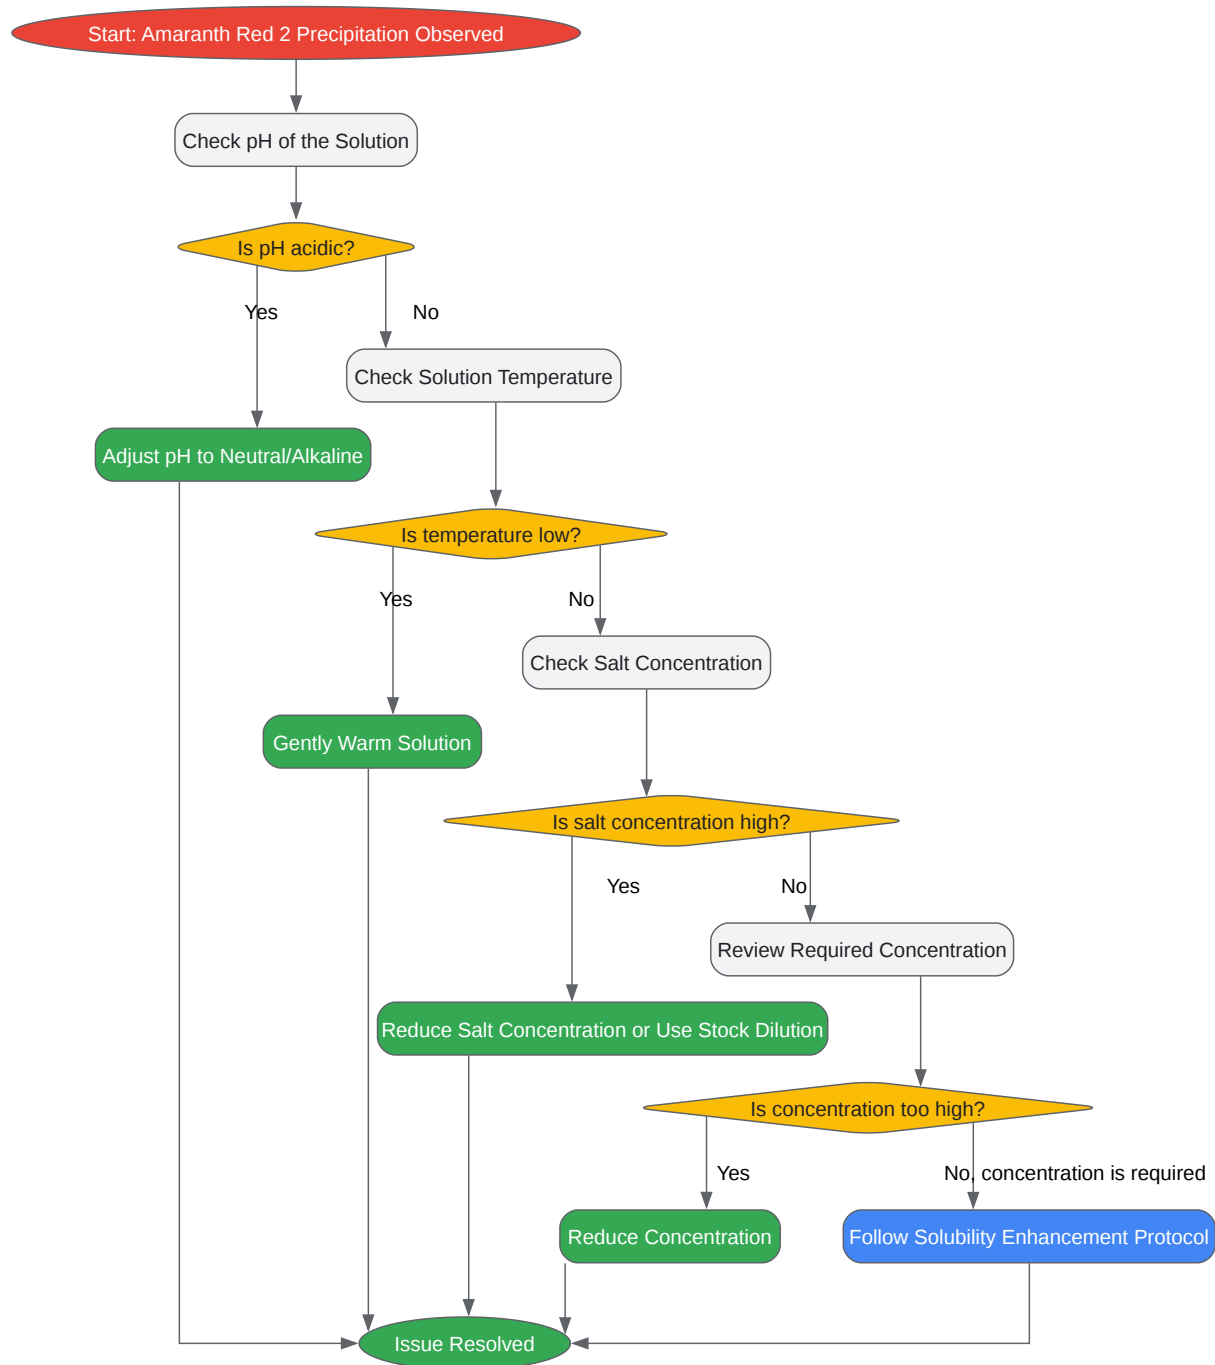 Start: Amaranth Red 2 Precipitation Observed
Check pH of the Solution
Is pH acidic?
Yes
No
Check Solution Temperature
Adjust pH to Neutral/Alkaline
Is temperature low?
Yes
No
Check Salt Concentration
Gently Warm Solution
Is salt concentration high?
Yes
No
Review Required Concentration
Reduce Salt Concentration or Use Stock Dilution
Is concentration too high?
Yes
No, concentration is required
Reduce Concentration
Follow Solubility Enhancement Protocol
Issue Resolved